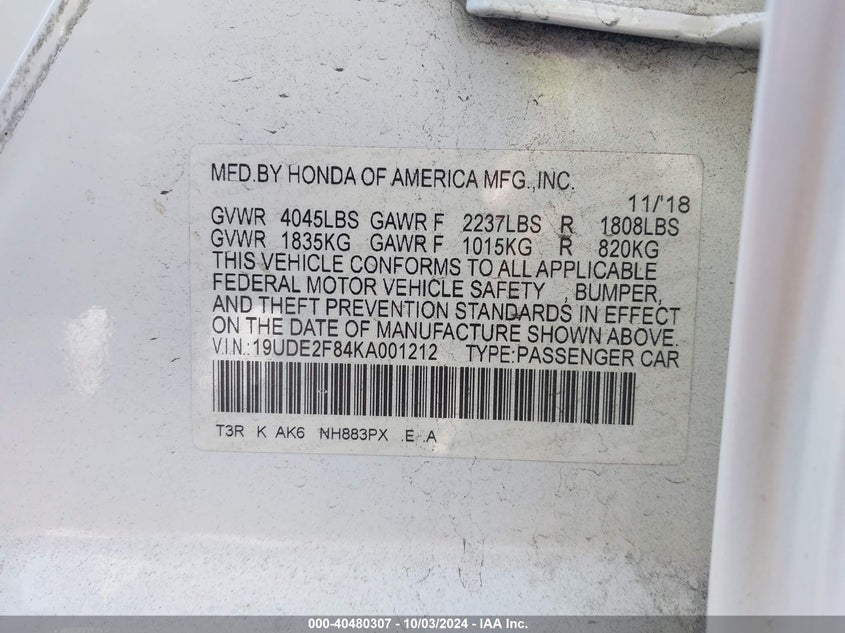 MFD.BY HONDA OF AMERICA MFG.,INC.
11/'18
GVWR 4045LBS GAWR F 2237LBS R 1808LBS
GVWR 1835KG GAWR F 1015KG R 820KG
THIS VEHICLE CONFORMS TO ALL APPLICABLE
FEDERAL MOTOR VEHICLE SAFETY , BUMPER,
AND THEFT PREVENTION STANDARDS IN EFFECT
ON THE DATE OF MANUFACTURE SHOWN ABOVE.
V.I.N.:19UDE2F84KA001212 TYPE:PASSENGER CAR
T3R K AK6 NH883PX .E .A
000-40480307 - 10/03/2024 - IAA Inc.